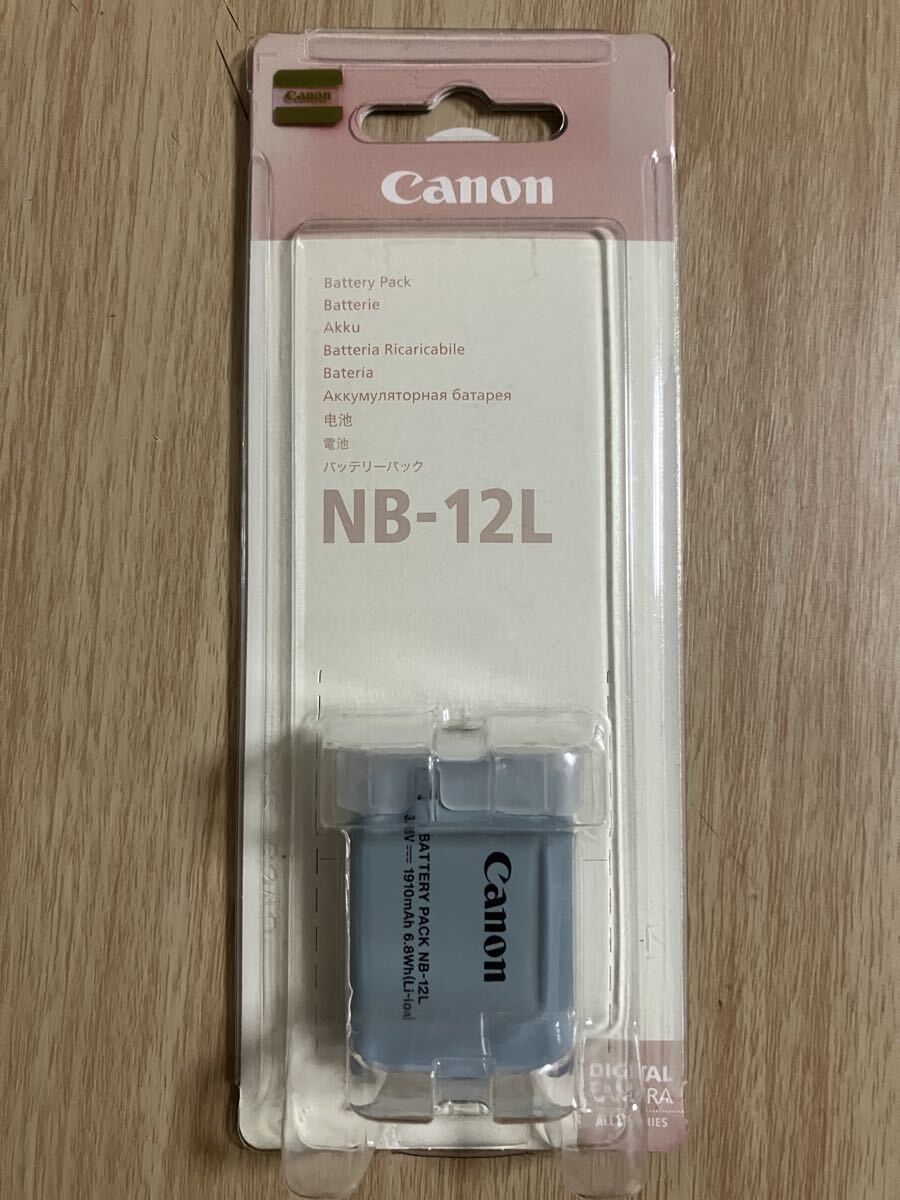 Canon
Canon
Battery Pack
Batterie
Akku
Batteria Ricaricabile
Batería
Аккумуляторная батарея
电池
電池
バッテリーパック
NB-12L
Canon
BATTERY PACK NB-12L
1910mAh 6.8Wh(Li-ion)
DIGITAL